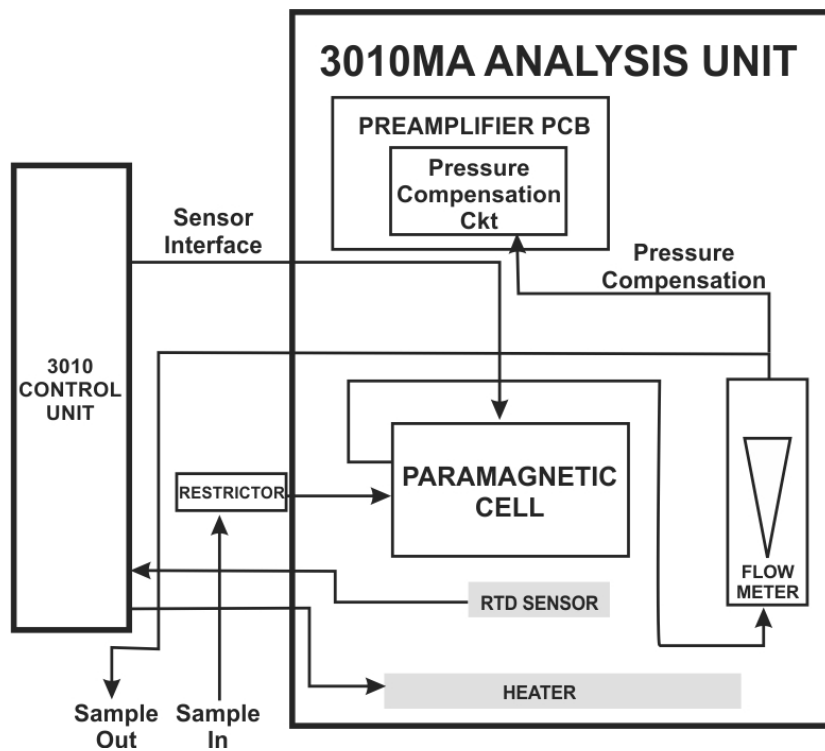 3010MA ANALYSIS UNIT
PREAMPLIFIER PCB
Pressure
Compensation
Ckt
Sensor
Interface
Pressure
Compensation
3010
CONTROL
UNIT
RESTRICTOR
PARAMAGNETIC
CELL
FLOW
METER
RTD SENSOR
HEATER
Sample
Out
Sample
In